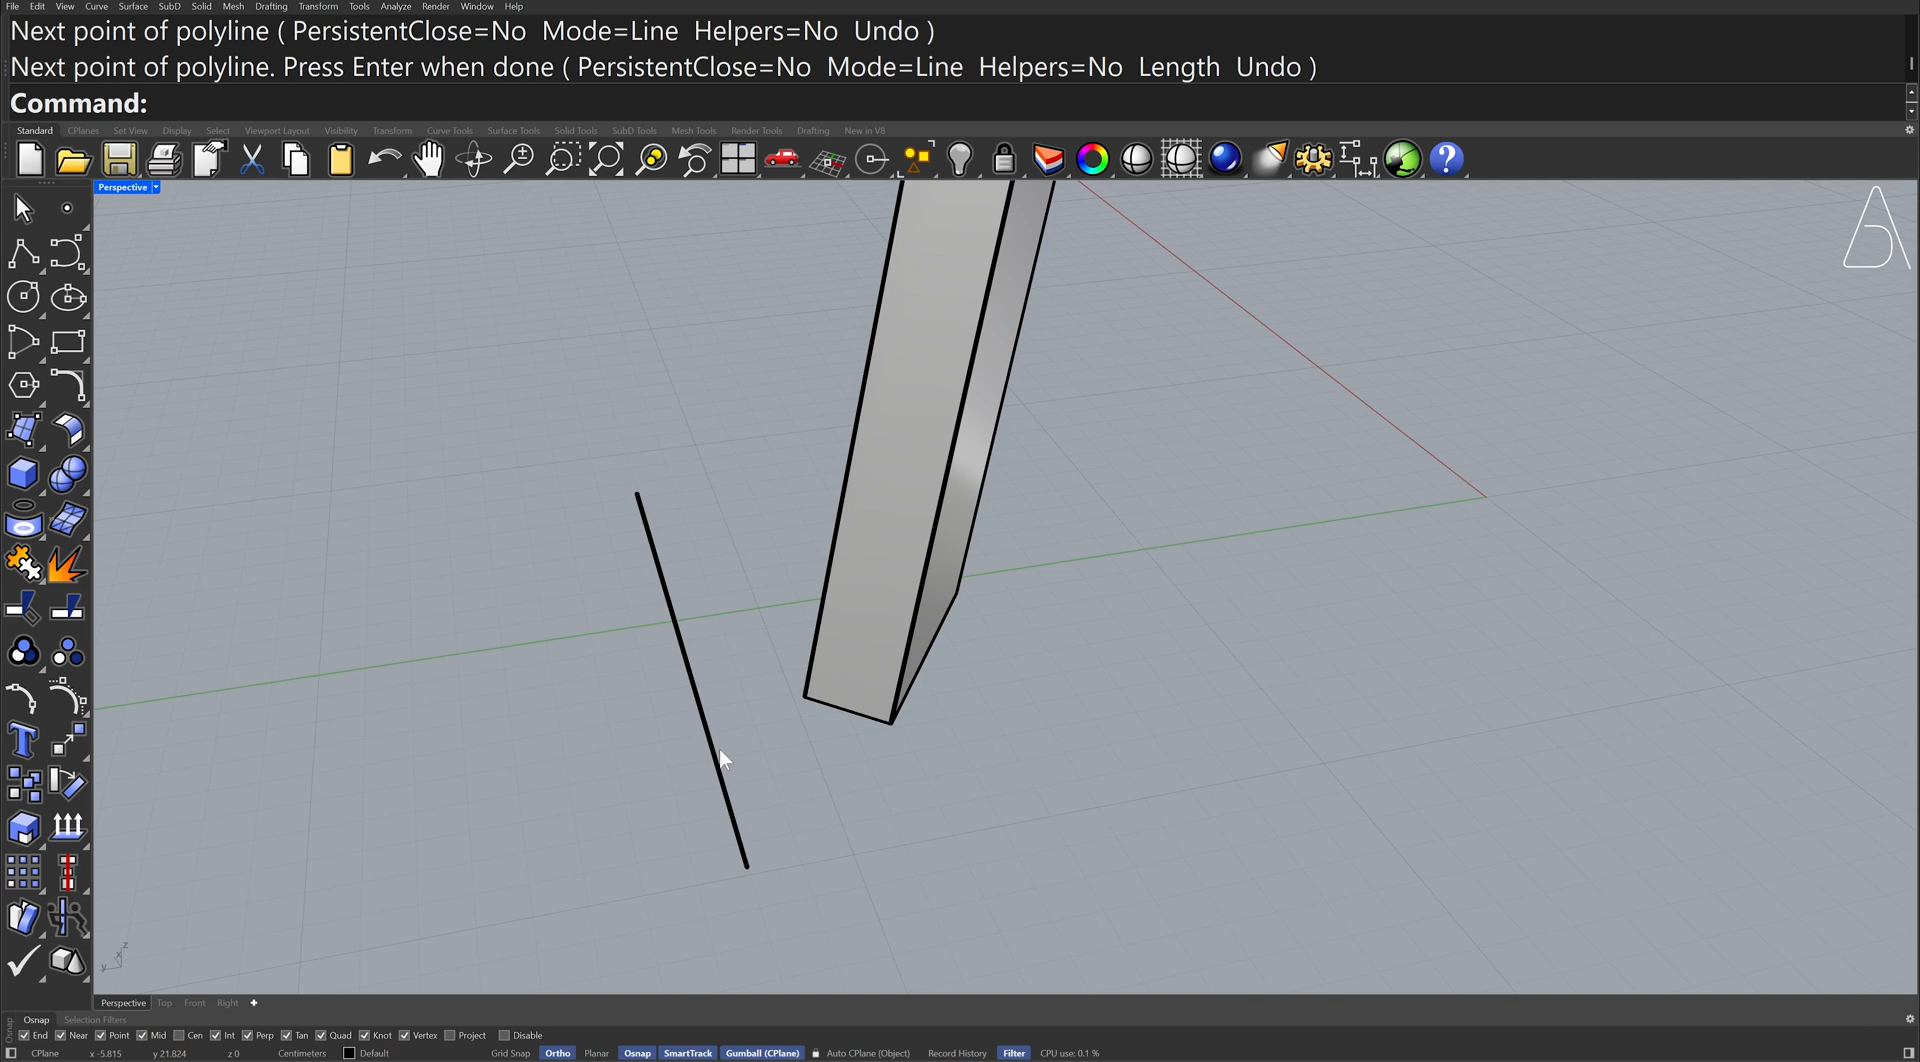 File Edit View Curve Surface Solid SubD Mesh Drafting Transform Tools Analyze Render Window Help
Next point of polyline ( PersistentClose=No Mode=Line Helpers=No Undo )
Next point of polyline. Press Enter when done ( PersistentClose=No Mode=Line Helpers=No Length Undo )
Command:
Standard CPlanes Set View Display Select Viewport Layout Visibility Transform Curve Tools Surface Tools Solid Tools SubD Tools Mesh Tools Render Tools Drafting New in V8
Perspective
z
x
y
Perspective Top Front Right
Osnap Selection Filters
Osnap
End Near Point Mid Cen Int Perp Tan Quad Knot Vertex Project Disable
CPlane x -5.815 y 21.824 z 0 Centimeters Default Grid Snap Ortho Planar Osnap SmartTrack Gumball (CPlane) Auto CPlane (Object) Record History Filter CPU use: 0.1 %